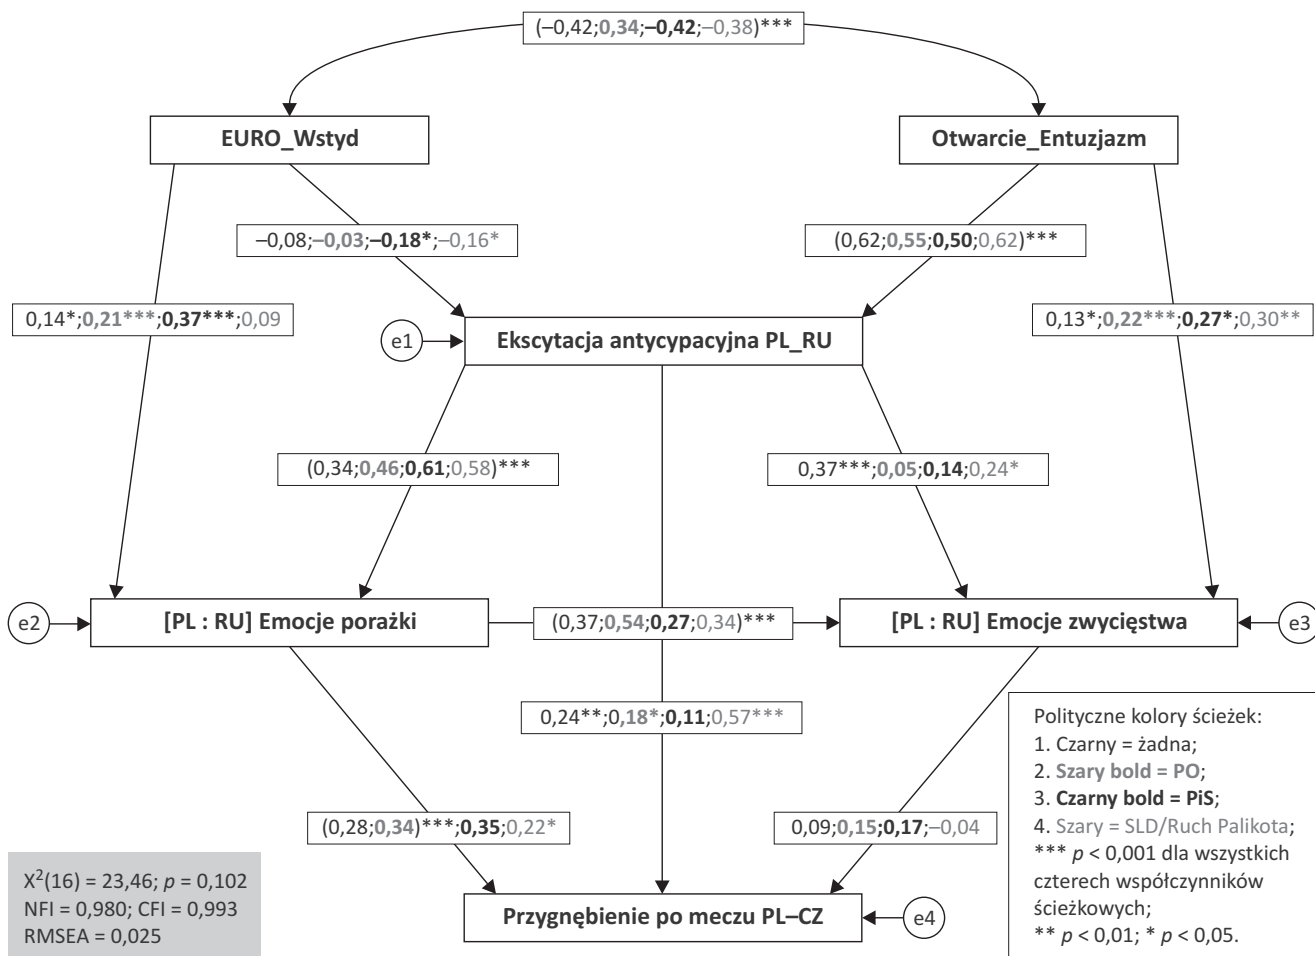 (–0,42;0,34;–0,42;–0,38)***
EURO_Wstyd
Otwarcie_Entuzjazm
–0,08;–0,03;–0,18*;–0,16*
(0,62;0,55;0,50;0,62)***
0,14*;0,21***;0,37***;0,09
0,13*;0,22***;0,27*;0,30**
e1
Ekscytacja antycypacyjna PL_RU
(0,34;0,46;0,61;0,58)***
0,37***;0,05;0,14;0,24*
e2
[PL : RU] Emocje porażki
(0,37;0,54;0,27;0,34)***
[PL : RU] Emocje zwycięstwa
e3
0,24**;0,18*;0,11;0,57***
(0,28;0,34)***;0,35;0,22*
0,09;0,15;0,17;–0,04
Polityczne kolory ścieżek:
1. Czarny = żadna;
2. Szary bold = PO;
3. Czarny bold = PiS;
4. Szary = SLD/Ruch Palikota;
*** p < 0,001 dla wszystkich
czterech współczynników
ścieżkowych;
** p < 0,01; * p < 0,05.
X²(16) = 23,46; p = 0,102
NFI = 0,980; CFI = 0,993
RMSEA = 0,025
Przygnębienie po meczu PL–CZ
e4